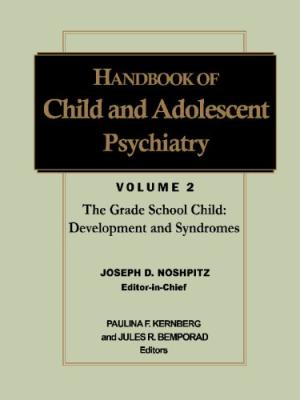 HANDBOOK OF
Child and Adolescent
Psychiatry
VOLUME 2
The Grade School Child:
Development and Syndromes
JOSEPH D. NOSHPITZ
Editor-in-Chief
PAULINA F. KERNBERG
and JULES R. BEMPORAD
Editors